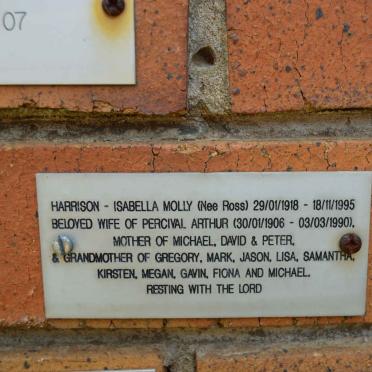 07
HARRISON - ISABELLA MOLLY (Nee Ross) 29/01/1918 - 18/11/1995
BELOVED WIFE OF PERCIVAL ARTHUR (30/01/1906 - 03/03/1990),
MOTHER OF MICHAEL, DAVID & PETER,
& GRANDMOTHER OF GREGORY, MARK, JASON, LISA, SAMANTHA,
KIRSTEN, MEGAN, GAVIN, FIONA AND MICHAEL.
RESTING WITH THE LORD